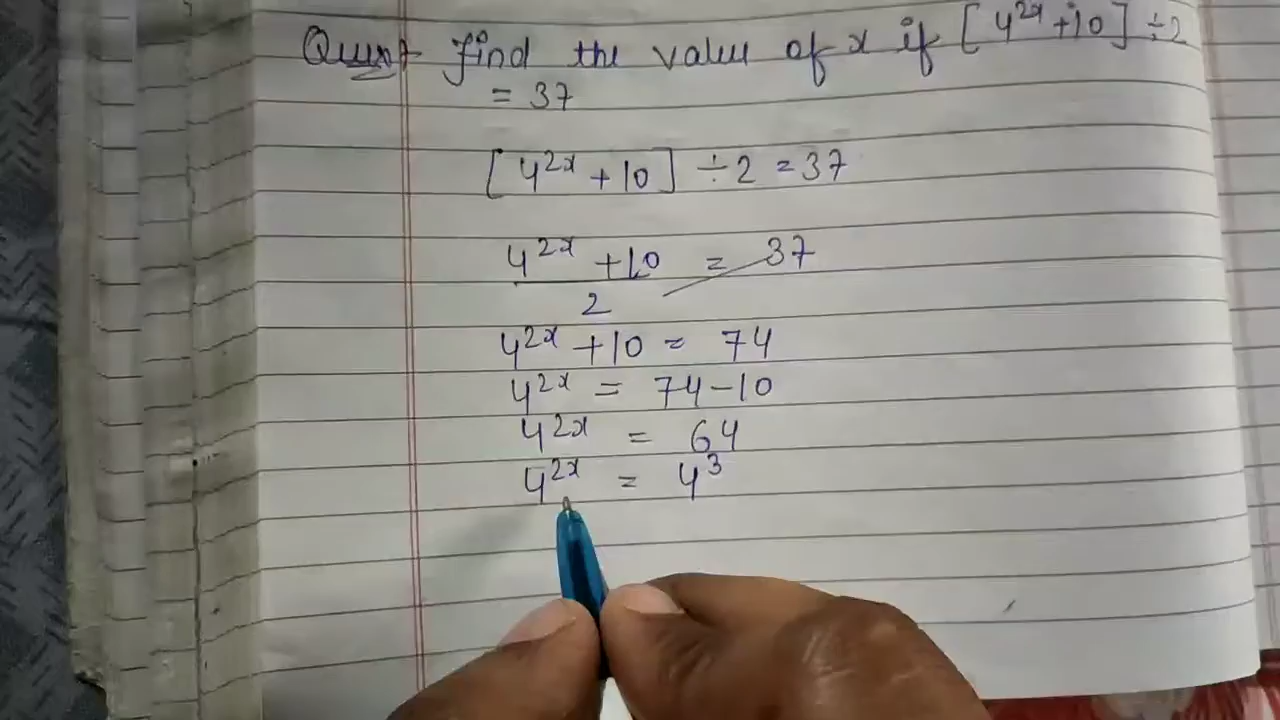 Ques:- find the value of x if [4^2x + 10] ÷ 2
= 37
[4^2x + 10] ÷ 2 = 37
4^2x + 10 = 37
2
4^2x + 10 = 74
4^2x = 74 - 10
4^2x = 64
4^2x = 4^3